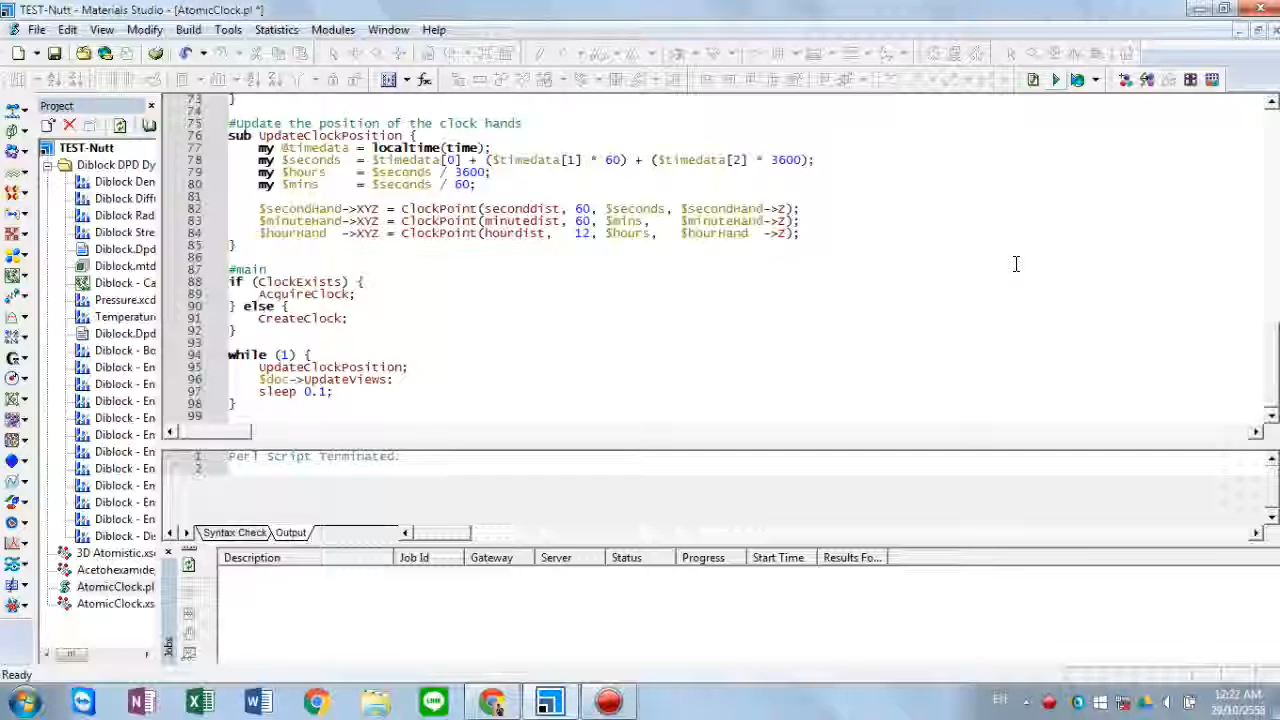 TEST-Nutt - Materials Studio - [AtomicClock.pl *]
File Edit View Modify Build Tools Statistics Modules Window Help
Project
TEST-Nutt
Diblock DPD Dy
Diblock Den
Diblock Diff
Diblock Rad
Diblock Stre
Diblock.Dpd
Diblock.mtd
Diblock - Ca
Pressure.xcd
Temperatur
Diblock.Dpd
Diblock - Bo
Diblock - En
Diblock - En
Diblock - En
Diblock - En
Diblock - En
Diblock - En
Diblock - En
Diblock - En
Diblock - En
Diblock - En
Diblock - Di
3D Atomistic.xs
Acetohexamide
AtomicClock.pl
AtomicClock.xs
73 }
74
75 #Update the position of the clock hands
76 sub UpdateClockPosition {
77 my @timedata = localtime(time);
78 my $seconds = $timedata[0] + ($timedata[1] * 60) + ($timedata[2] * 3600);
79 my $hours = $seconds / 3600;
80 my $mins = $seconds / 60;
81
82 $secondHand->XYZ = ClockPoint(seconddist, 60, $seconds, $secondHand->Z);
83 $minuteHand->XYZ = ClockPoint(minutedist, 60, $mins, $minuteHand->Z);
84 $hourHand ->XYZ = ClockPoint(hourdist, 12, $hours, $hourHand ->Z);
85 }
86
87 #main
88 if (ClockExists) {
89 AcquireClock;
90 } else {
91 CreateClock;
92 }
93
94 while (1) {
95 UpdateClockPosition;
96 $doc->UpdateViews;
97 sleep 0.1;
98 }
99
1 Perl Script Terminated.
2
Syntax Check Output
Description Job Id Gateway Server Status Progress Start Time Results Fo...
Jobs
Ready
EN
12:22 AM
29/10/2558